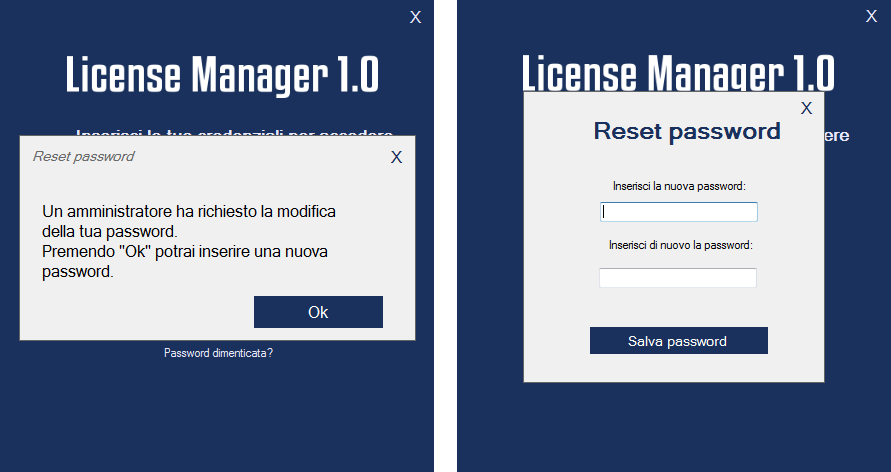 X
License Manager 1.0
Reset password
X
Un amministratore ha richiesto la modifica
della tua password.
Premendo "Ok" potrai inserire una nuova
password.
Ok
Password dimenticata?
X
License Manager 1.0
ere
X
Reset password
Inserisci la nuova password:
Inserisci di nuovo la password:
Salva password